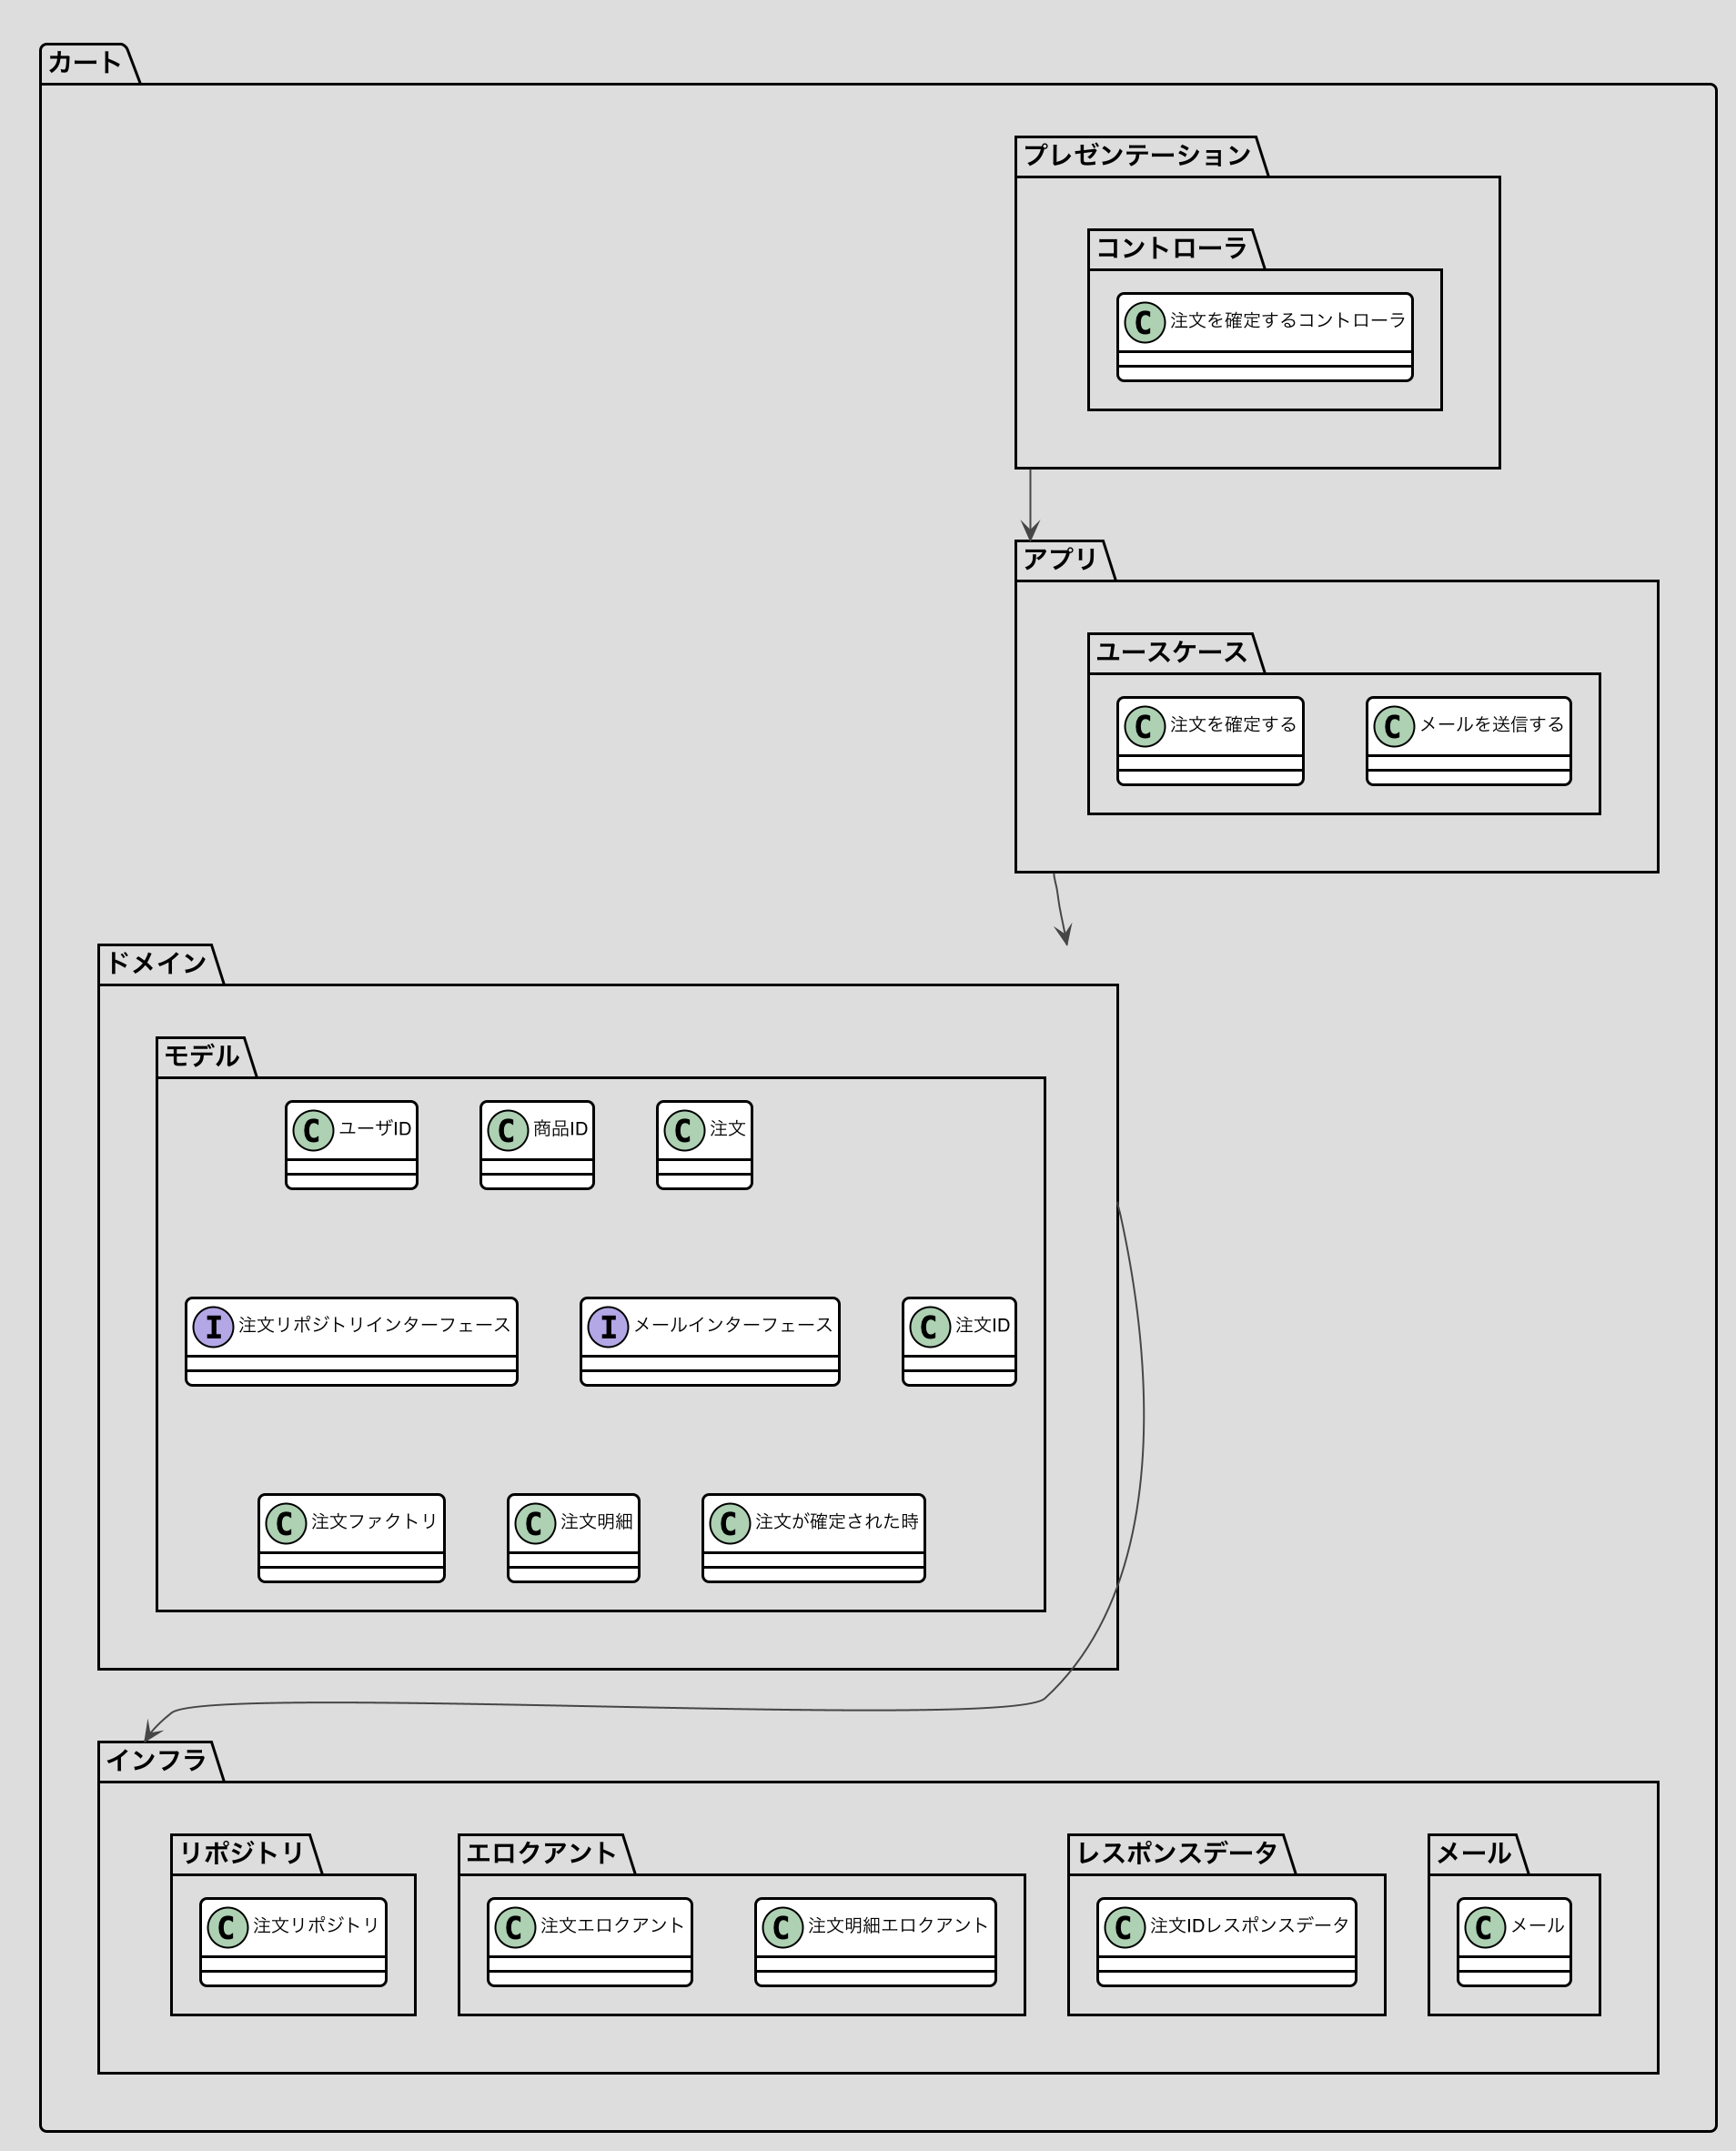 カート
プレゼンテーション
コントローラ
C 注文を確定するコントローラ
アプリ
ユースケース
C 注文を確定する
C メールを送信する
ドメイン
モデル
C ユーザID
C 商品ID
C 注文
I 注文リポジトリインターフェース
I メールインターフェース
C 注文ID
C 注文ファクトリ
C 注文明細
C 注文が確定された時
インフラ
リポジトリ
C 注文リポジトリ
エロクアント
C 注文エロクアント
C 注文明細エロクアント
レスポンスデータ
C 注文IDレスポンスデータ
メール
C メール